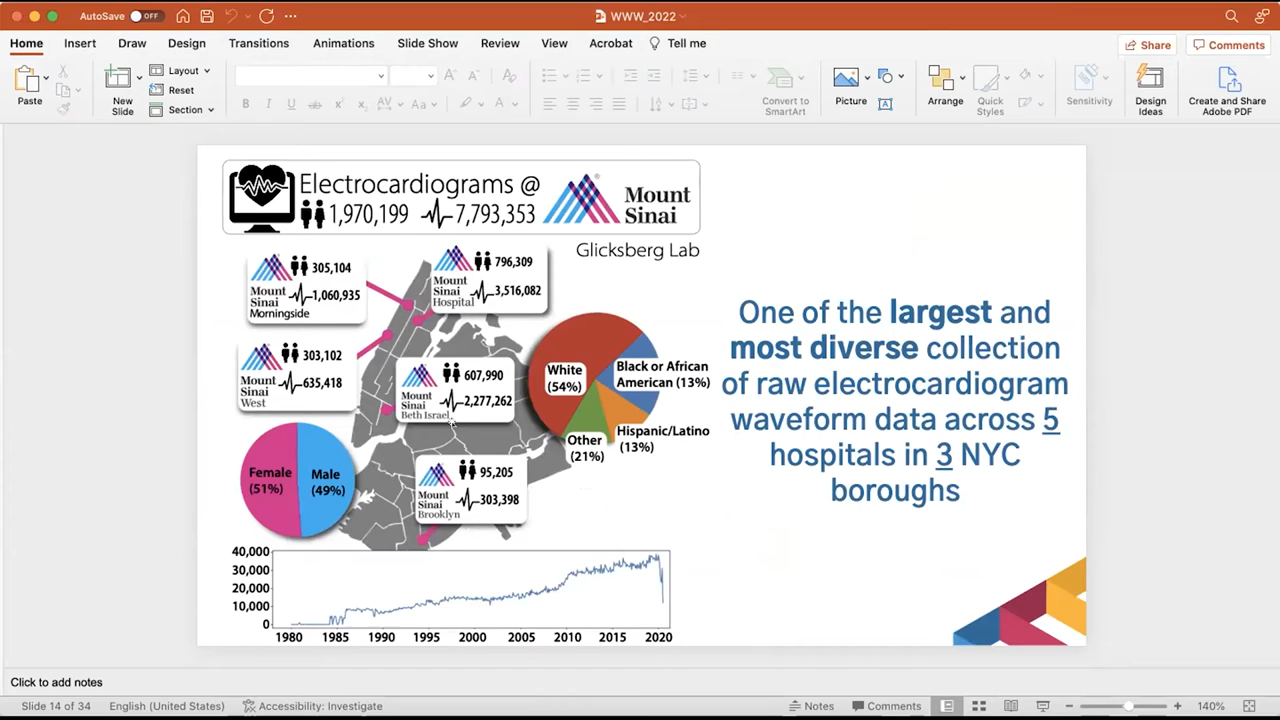 AutoSave OFF
WWW_2022
Home Insert Draw Design Transitions Animations Slide Show Review View Acrobat Tell me
Share Comments
Paste
New
Slide
Layout
Reset
Section
B I U
Convert to
SmartArt
Picture
Arrange
Quick
Styles
Sensitivity
Design
Ideas
Create and Share
Adobe PDF
Electrocardiograms @
1,970,199 7,793,353
Mount
Sinai
Glicksberg Lab
305,104
1,060,935
Mount
Sinai
Morningside
796,309
3,516,082
Mount
Sinai
Hospital
303,102
635,418
Mount
Sinai
West
607,990
2,277,262
Mount
Sinai
Beth Israel
95,205
303,398
Mount
Sinai
Brooklyn
White
(54%)
Black or African
American (13%)
Hispanic/Latino
(13%)
Other
(21%)
Female
(51%)
Male
(49%)
40,000
30,000
20,000
10,000
0
1980 1985 1990 1995 2000 2005 2010 2015 2020
One of the largest and
most diverse collection
of raw electrocardiogram
waveform data across 5
hospitals in 3 NYC
boroughs
Click to add notes
Slide 14 of 34 English (United States) Accessibility: Investigate
Notes Comments 140%